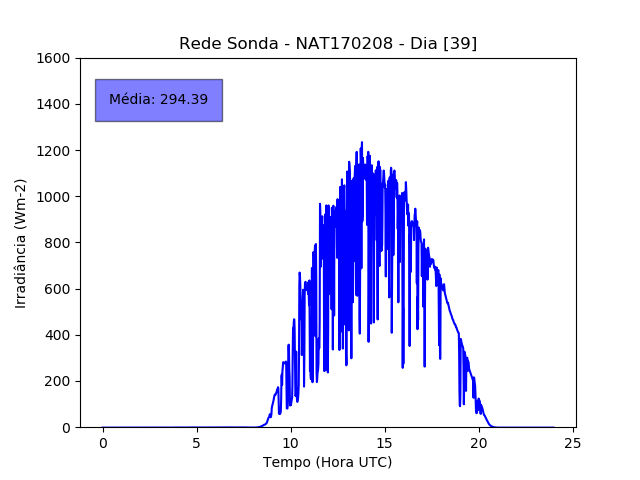 Rede Sonda - NAT170208 - Dia [39]
Média: 294.39
Irradiância (Wm-2)
1600
1400
1200
1000
800
600
400
200
0
0 5 10 15 20 25
Tempo (Hora UTC)